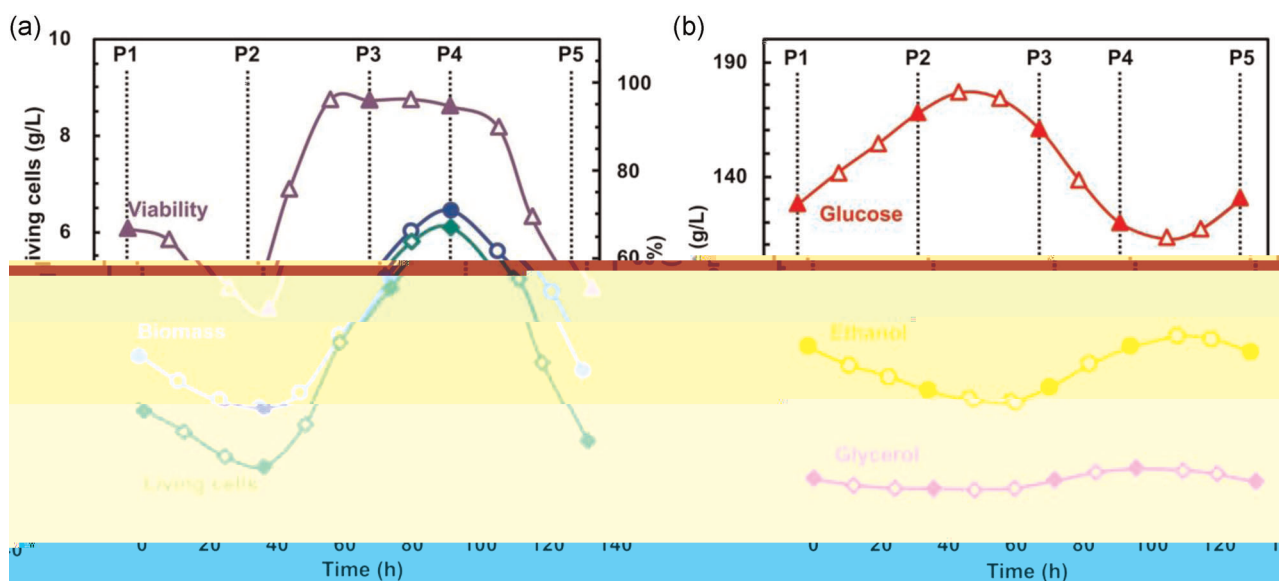 (a)
10
P1
P2
P3
P4
P5
100
8
80
Viability
6
iving cells (g/L)
%)
Biomass
Living cells
0
20
40
60
80
100
120
140
Time (h)
(b)
190
P1
P2
P3
P4
P5
140
Glucose
(g/L)
Ethanol
Glycerol
0
20
40
60
80
100
120
Time (h)